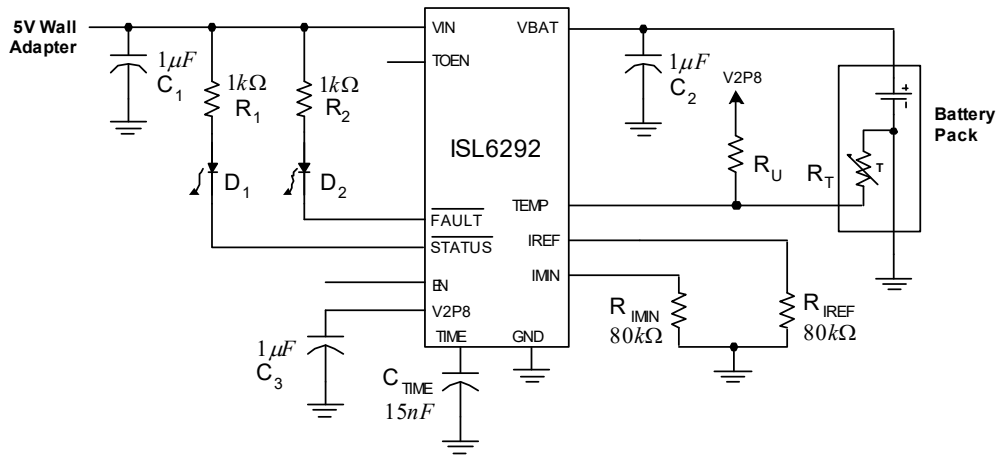 5V Wall
Adapter
VIN
VBAT
TOEN
1μF
C1
1kΩ
R1
1kΩ
R2
1μF
C2
V2P8
Battery
Pack
ISL6292
RU
RT
T
D1
D2
TEMP
FAULT
IREF
STATUS
IMIN
EN
V2P8
RIMIN
80kΩ
RIREF
80kΩ
TIME
GND
1μF
C3
CTIME
15nF